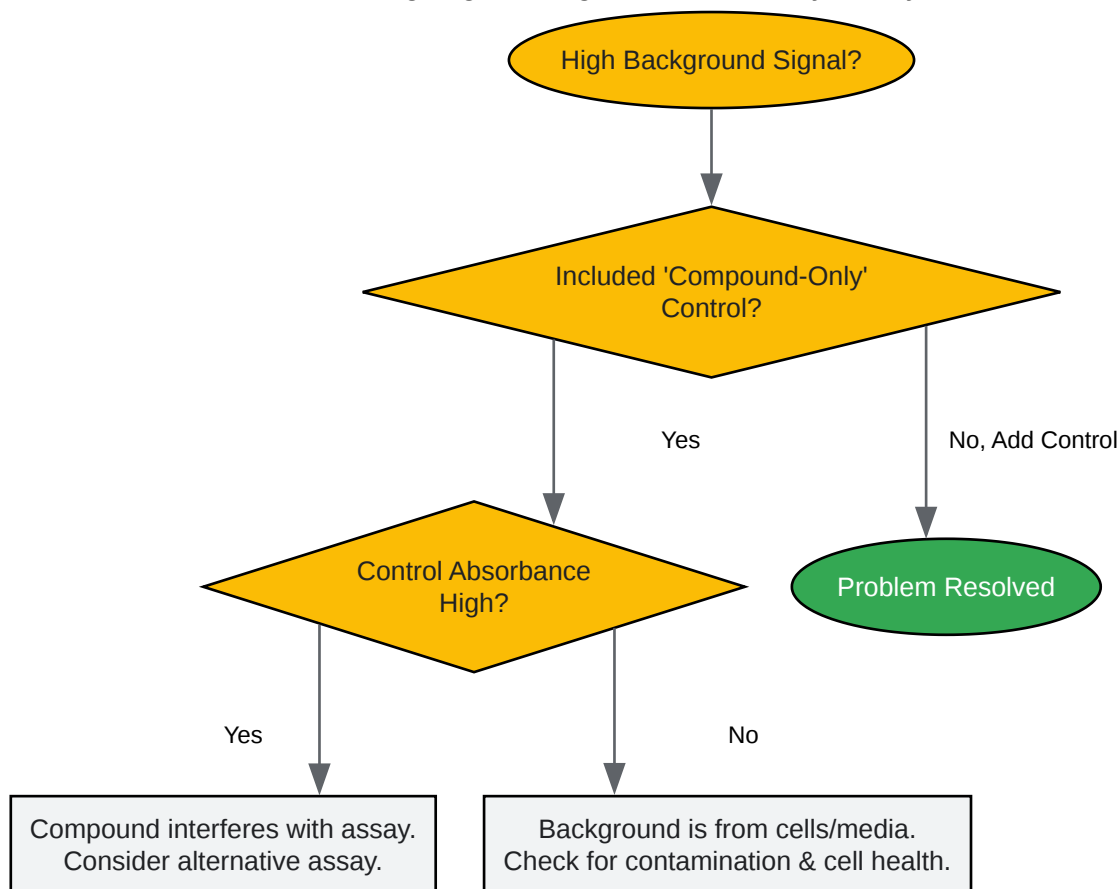 High Background Signal?
Included 'Compound-Only'
Control?
Yes
No, Add Control
Control Absorbance
High?
Problem Resolved
Yes
No
Compound interferes with assay.
Consider alternative assay.
Background is from cells/media.
Check for contamination & cell health.